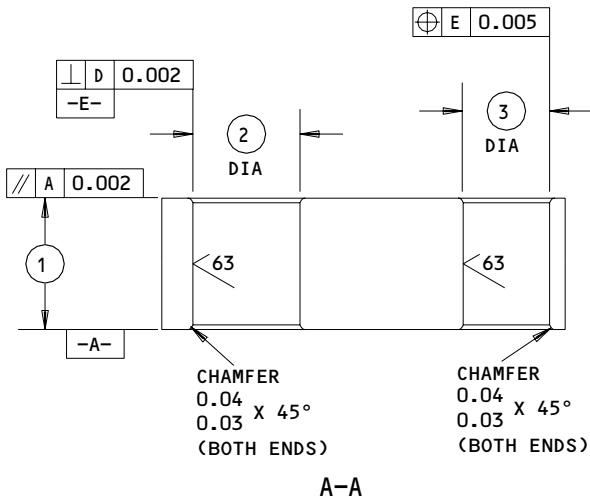 ⌖ E 0.005
⊥ D 0.002
-E-
3
DIA
2
DIA
// A 0.002
1
63
63
-A-
CHAMFER
0.04
0.03 X 45°
(BOTH ENDS)
CHAMFER
0.04
0.03 X 45°
(BOTH ENDS)
A-A